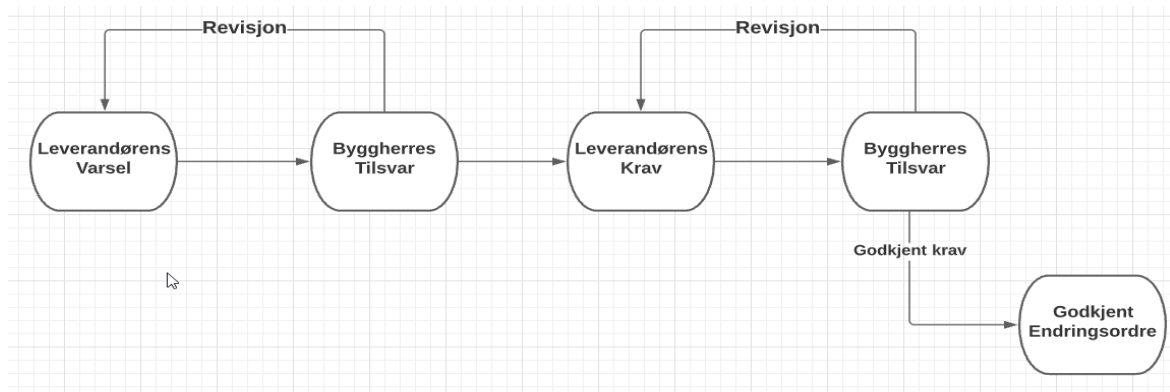 Revisjon
Revisjon
Leverandørens
Varsel
Byggherres
Tilsvar
Leverandørens
Krav
Byggherres
Tilsvar
Godkjent krav
Godkjent
Endringsordre